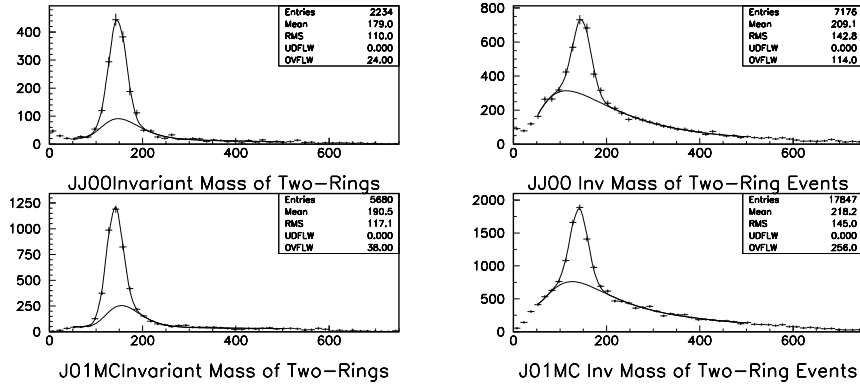 Entries 2234
Mean 179.0
RMS 110.0
UDFLW 0.000
OVFLW 24.00
400
300
200
100
0
0 200 400 600
JJ00Invariant Mass of Two-Rings
Entries 7176
Mean 209.1
RMS 142.8
UDFLW 0.000
OVFLW 114.0
800
600
400
200
0
0 200 400 600
JJ00 Inv Mass of Two-Ring Events
Entries 5680
Mean 190.5
RMS 117.1
UDFLW 0.000
OVFLW 38.00
1250
1000
750
500
250
0
0 200 400 600
J01MCInvariant Mass of Two-Rings
Entries 17847
Mean 218.2
RMS 145.0
UDFLW 0.000
OVFLW 256.0
2000
1500
1000
500
0
0 200 400 600
J01MC Inv Mass of Two-Ring Events